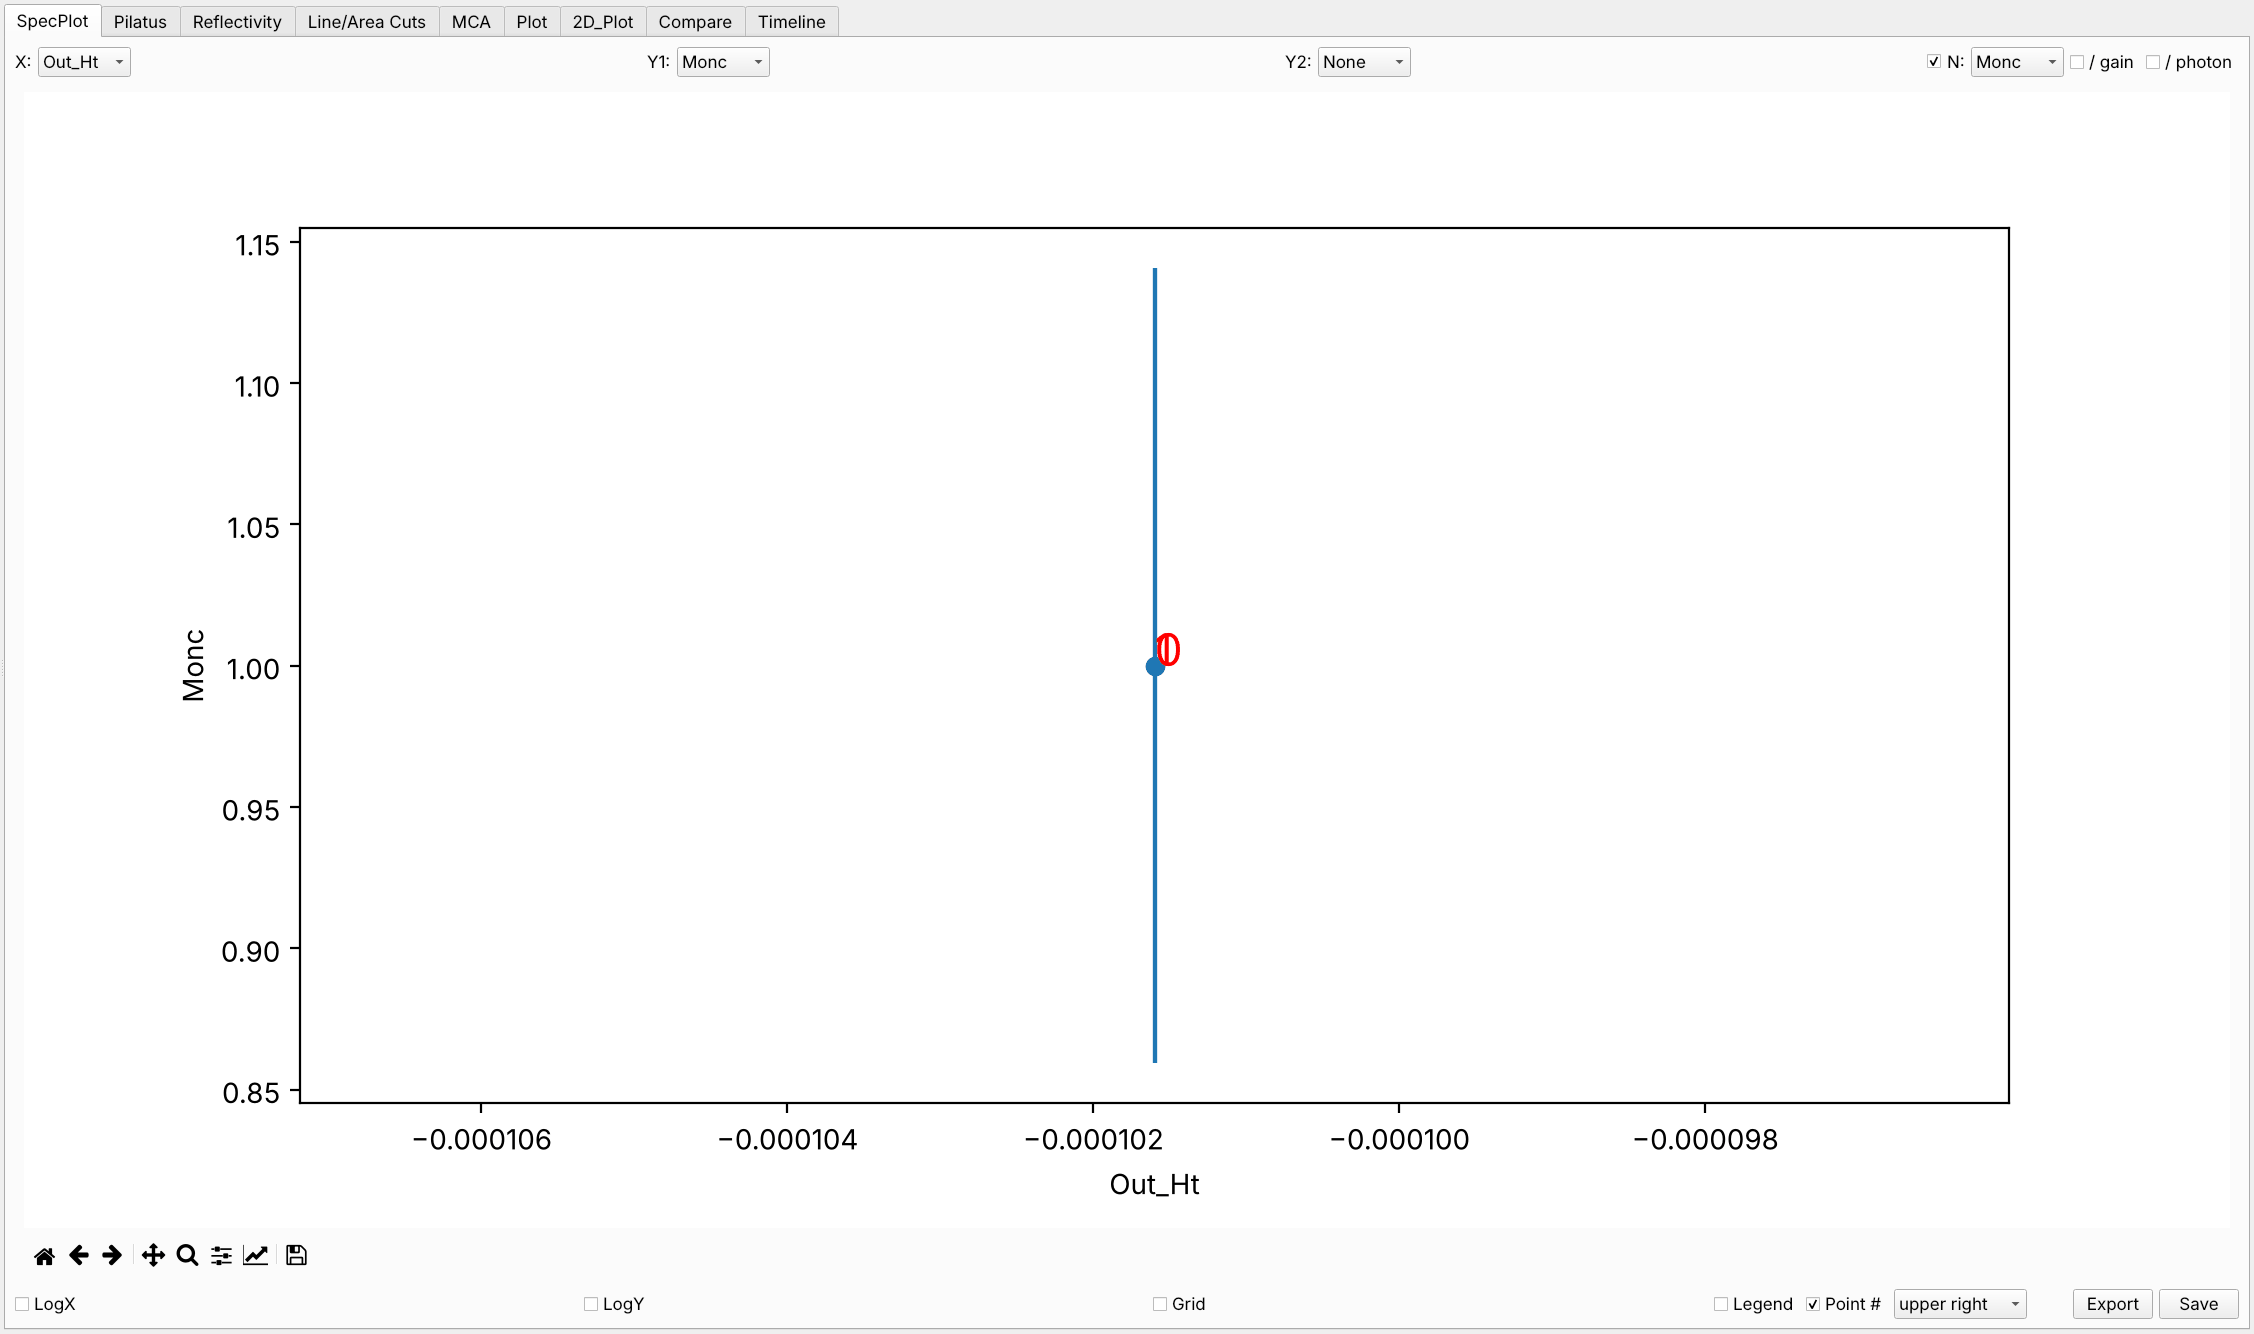 SpecPlot Pilatus Reflectivity Line/Area Cuts MCA Plot 2D_Plot Compare Timeline
X: Out_Ht Y1: Monc Y2: None N: Monc / gain / photon
1.15
1.10
1.05
1.00
0.95
0.90
0.85
Monc
0
−0.000106 −0.000104 −0.000102 −0.000100 −0.000098
Out_Ht
LogX LogY Grid Legend Point # upper right Export Save